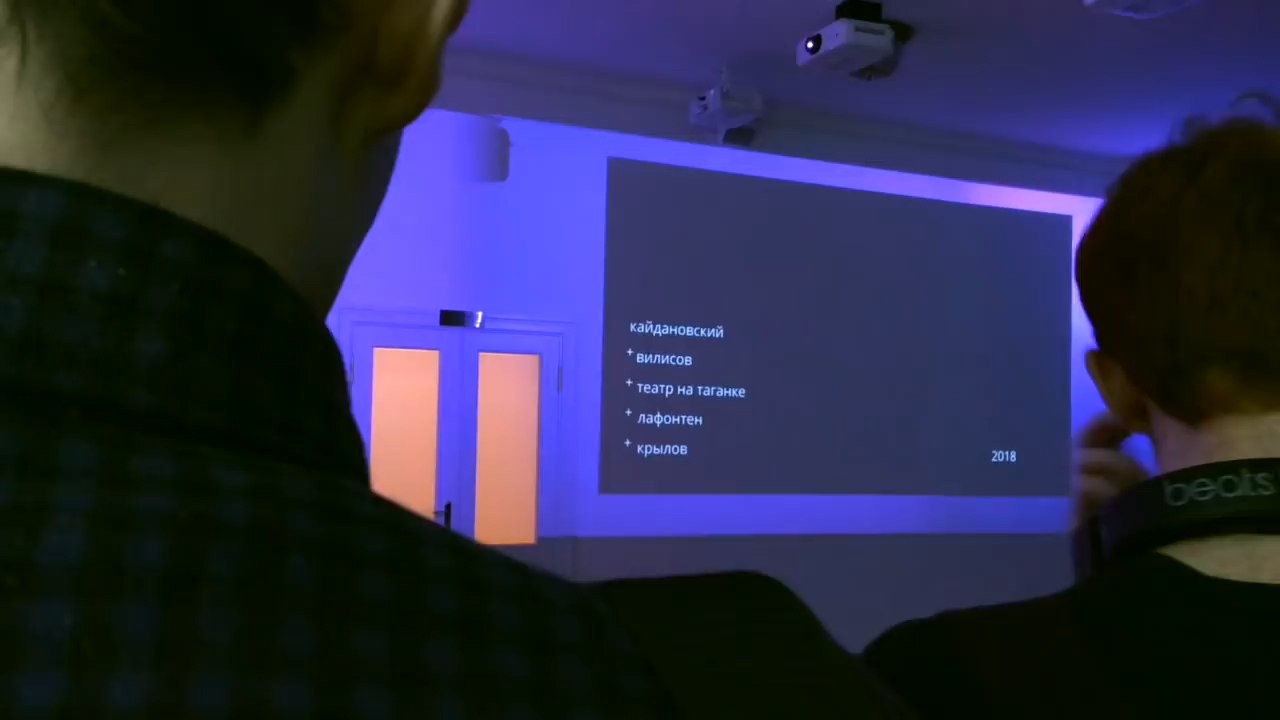 кайдановский
+ вилисов
+ театр на таганке
+ лафонтен
+ крылов
2018
beats